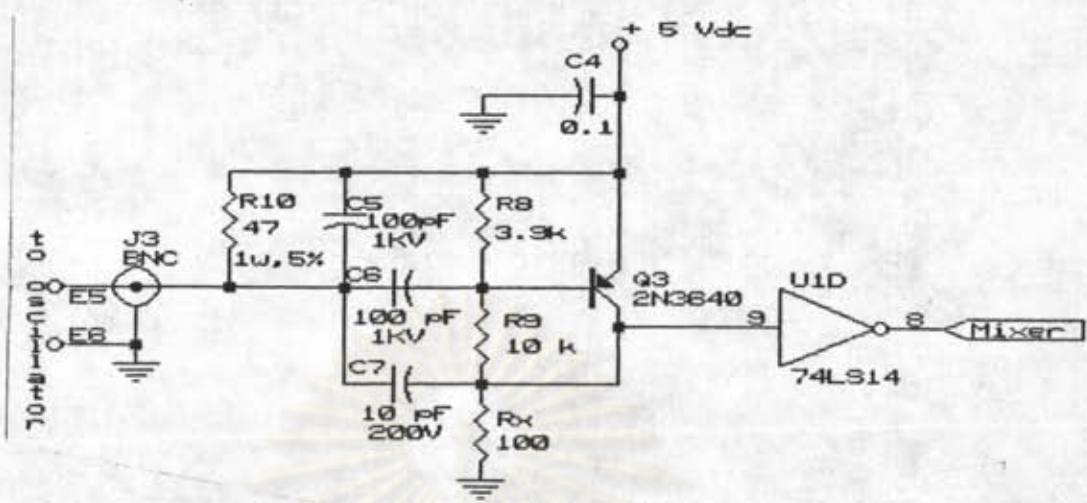 + 5 Vdc
C4
0.1
R10
47
1w,5%
C5
100pF
1KV
R8
3.9k
J3
BNC
to oscillator
E5
E6
C6
100 pF
1KV
Q3
2N3640
R9
10 k
U1D
9
8
Mixer
74LS14
C7
10 pF
200V
Rx
100